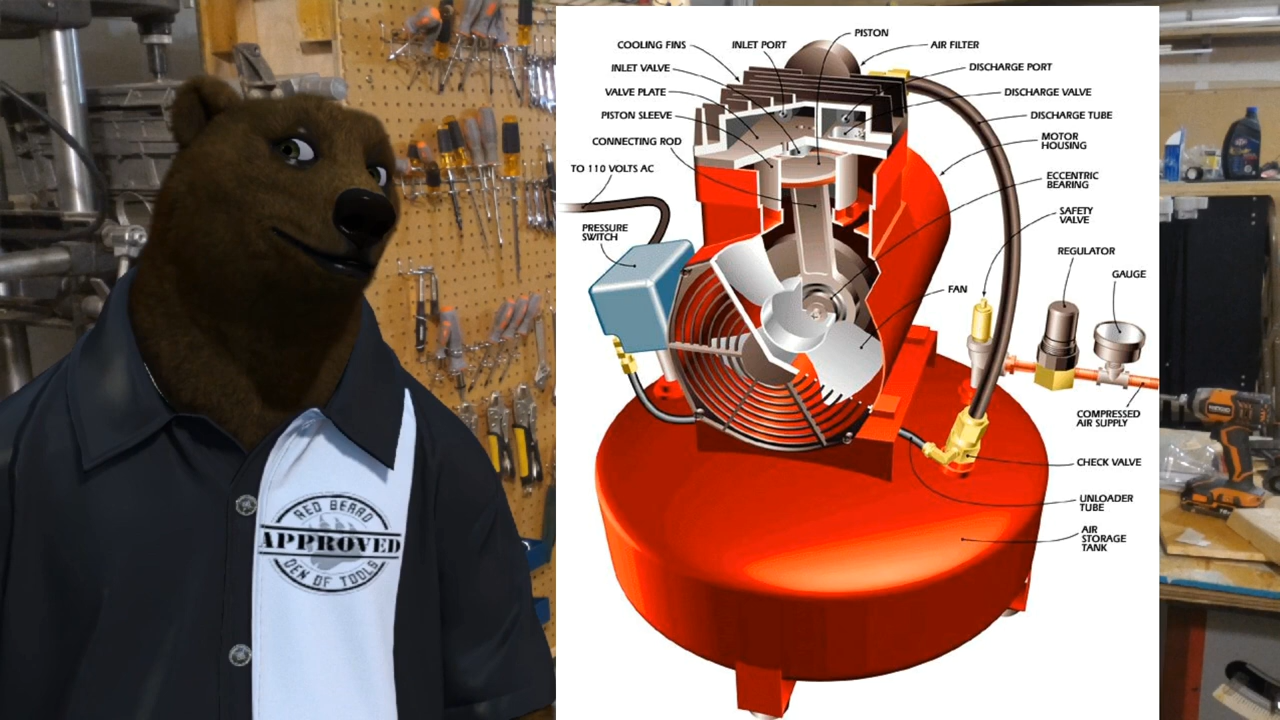 RED BEARD
APPROVED
DEN OF TOOLS
COOLING FINS
INLET PORT
PISTON
AIR FILTER
INLET VALVE
DISCHARGE PORT
VALVE PLATE
DISCHARGE VALVE
PISTON SLEEVE
DISCHARGE TUBE
CONNECTING ROD
MOTOR
HOUSING
TO 110 VOLTS AC
ECCENTRIC
BEARING
SAFETY
VALVE
PRESSURE
SWITCH
REGULATOR
GAUGE
FAN
COMPRESSED
AIR SUPPLY
CHECK VALVE
UNLOADER
TUBE
AIR
STORAGE
TANK
RIDGID